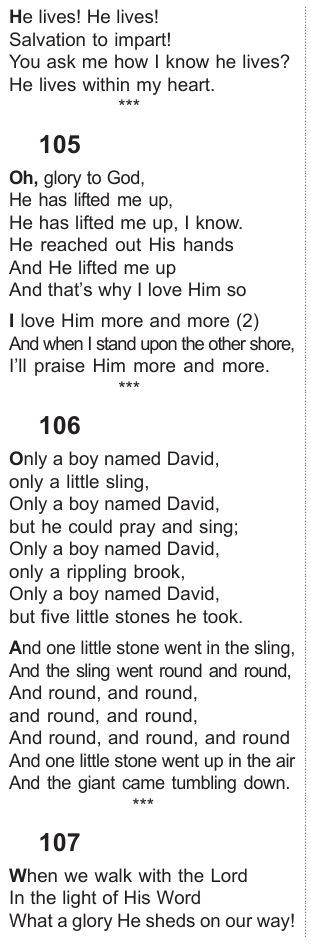 He lives! He lives!
Salvation to impart!
You ask me how I know he lives?
He lives within my heart.
***
105
Oh, glory to God,
He has lifted me up,
He has lifted me up, I know.
He reached out His hands
And He lifted me up
And that's why I love Him so
I love Him more and more (2)
And when I stand upon the other shore,
I'll praise Him more and more.
***
106
Only a boy named David,
only a little sling,
Only a boy named David,
but he could pray and sing;
Only a boy named David,
only a rippling brook,
Only a boy named David,
but five little stones he took.
And one little stone went in the sling,
And the sling went round and round,
And round, and round,
and round, and round,
And round, and round, and round
And one little stone went up in the air
And the giant came tumbling down.
***
107
When we walk with the Lord
In the light of His Word
What a glory He sheds on our way!